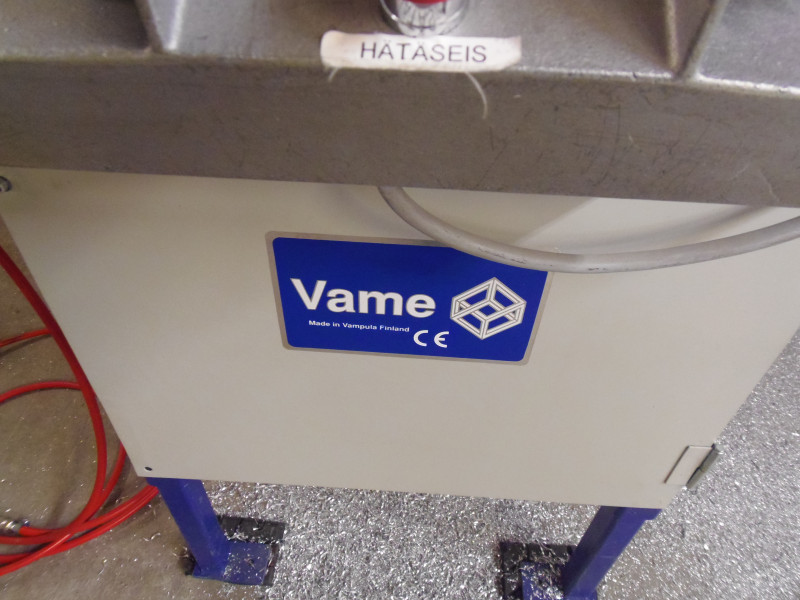 HÄTÄSEIS
Vame
Made in Vampula Finland
CE